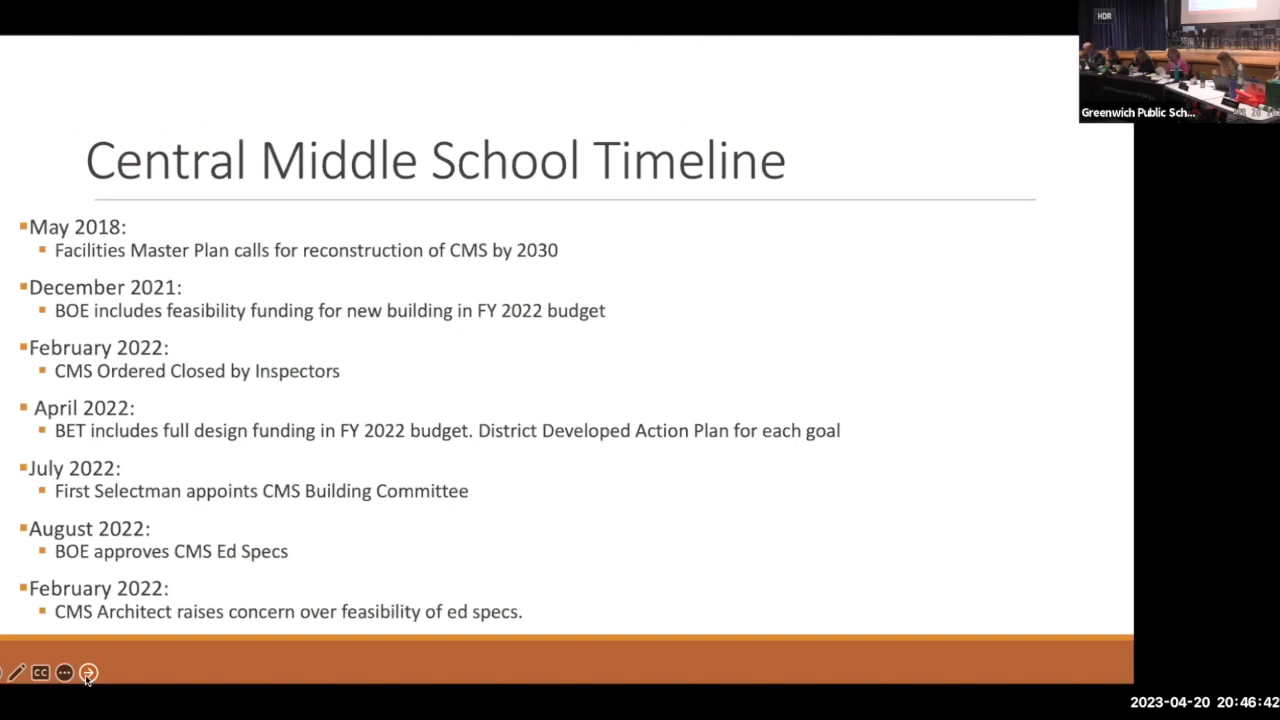 HDR
Greenwich Public Sch...
Central Middle School Timeline
May 2018:
Facilities Master Plan calls for reconstruction of CMS by 2030
December 2021:
BOE includes feasibility funding for new building in FY 2022 budget
February 2022:
CMS Ordered Closed by Inspectors
April 2022:
BET includes full design funding in FY 2022 budget. District Developed Action Plan for each goal
July 2022:
First Selectman appoints CMS Building Committee
August 2022:
BOE approves CMS Ed Specs
February 2022:
CMS Architect raises concern over feasibility of ed specs.
CC
2023-04-20 20:46:42